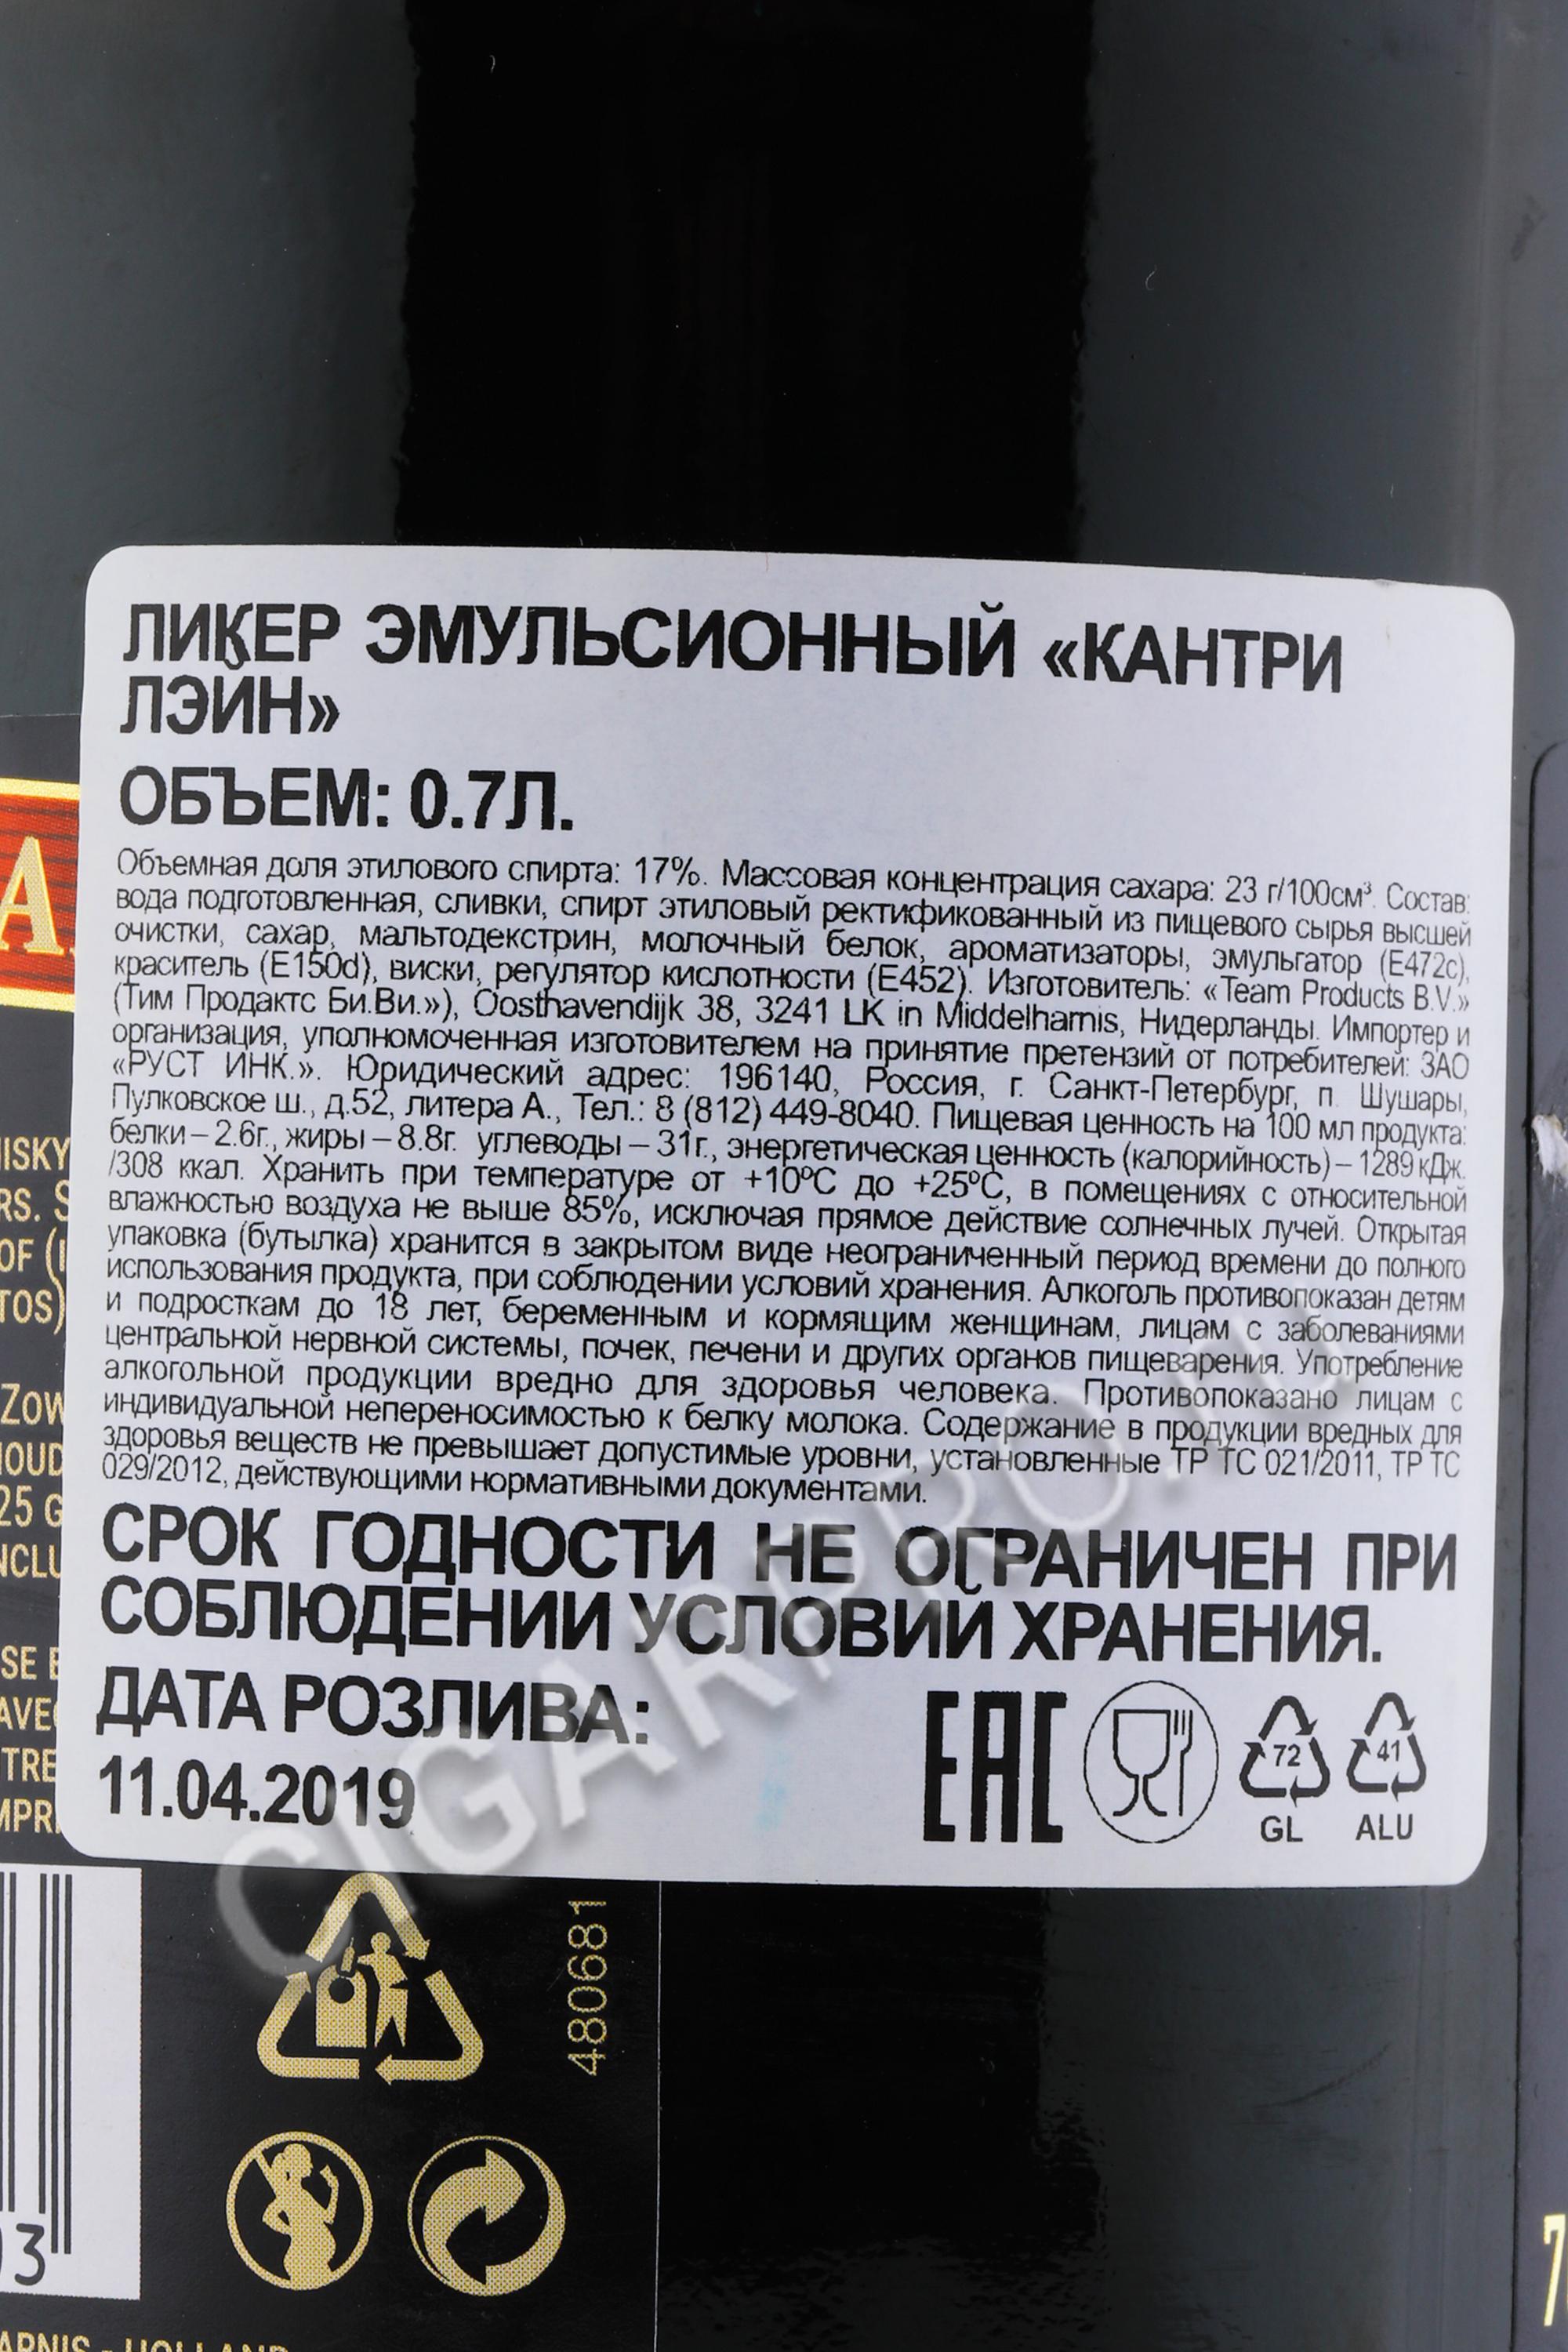 ЛИКЕР ЭМУЛЬСИОННЫЙ «КАНТРИ
ЛЭЙН»
ОБЪЕМ: 0.7Л.
Объемная доля этилового спирта: 17%. Массовая концентрация сахара: 23 г/100см³. Состав:
вода подготовленная, сливки, спирт этиловый ректификованный из пищевого сырья высшей
очистки, сахар, мальтодекстрин, молочный белок, ароматизаторы, эмульгатор (Е472с),
краситель (Е150d), виски, регулятор кислотности (Е452). Изготовитель: «Team Products B.V.»
(Тим Продактс Би.Ви.»), Oosthavendijk 38, 3241 LK in Middelharnis, Нидерланды. Импортер и
организация, уполномоченная изготовителем на принятие претензий от потребителей: ЗАО
«РУСТ ИНК.». Юридический адрес: 196140, Россия, г. Санкт-Петербург, п. Шушары,
Пулковское ш., д.52, литера А., Тел.: 8 (812) 449-8040. Пищевая ценность на 100 мл продукта:
белки – 2.6г., жиры – 8.8г. углеводы – 31г., энергетическая ценность (калорийность) – 1289 кДж.
/308 ккал. Хранить при температуре от +10ºС до +25ºС, в помещениях с относительной
влажностью воздуха не выше 85%, исключая прямое действие солнечных лучей. Открытая
упаковка (бутылка) хранится в закрытом виде неограниченный период времени до полного
использования продукта, при соблюдении условий хранения. Алкоголь противопоказан детям
и подросткам до 18 лет, беременным и кормящим женщинам, лицам с заболеваниями
центральной нервной системы, почек, печени и других органов пищеварения. Употребление
алкогольной продукции вредно для здоровья человека. Противопоказано лицам с
индивидуальной непереносимостью к белку молока. Содержание в продукции вредных для
здоровья веществ не превышает допустимые уровни, установленные ТР ТС 021/2011, ТР ТС
029/2012, действующими нормативными документами.
СРОК ГОДНОСТИ НЕ ОГРАНИЧЕН ПРИ
СОБЛЮДЕНИИ УСЛОВИЙ ХРАНЕНИЯ.
ДАТА РОЗЛИВА:
11.04.2019
EAC
72
GL
41
ALU
CIGARPRO.RU
480681
03
HOLLAND